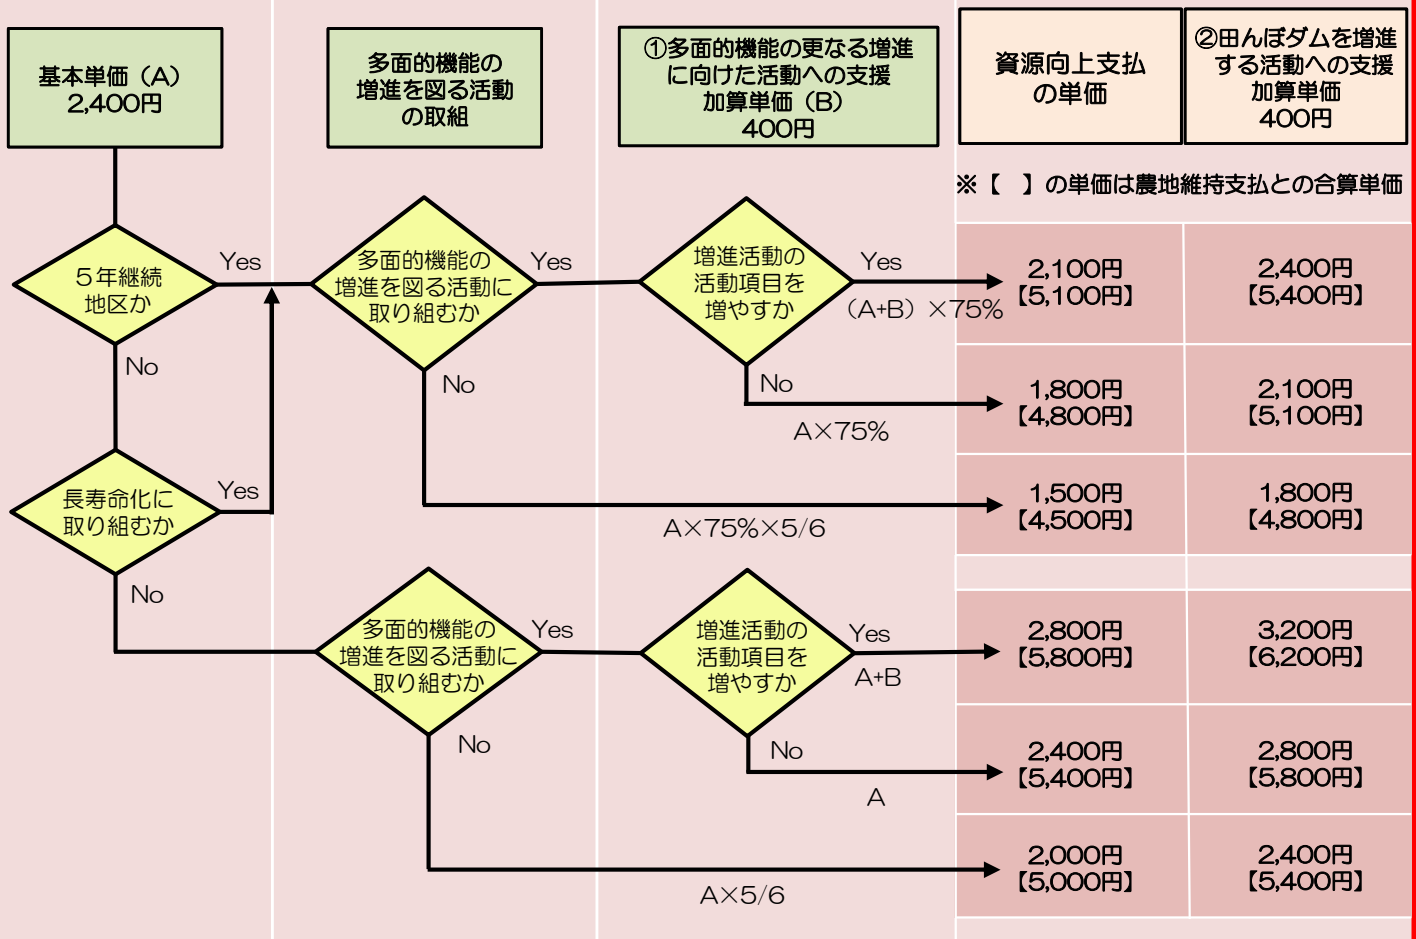 基本単価（A）
2,400円
多面的機能の
増進を図る活動
の取組
①多面的機能の更なる増進
に向けた活動への支援
加算単価（B）
400円
資源向上支払
の単価
②田んぼダムを増進
する活動への支援
加算単価
400円
※【　】の単価は農地維持支払との合算単価
５年継続
地区か
Yes
No
多面的機能の
増進を図る活動に
取り組むか
Yes
No
増進活動の
活動項目を
増やすか
Yes
（A+B）×75%
No
A×75%
A×75%×5/6
2,100円
【5,100円】
2,400円
【5,400円】
1,800円
【4,800円】
2,100円
【5,100円】
1,500円
【4,500円】
1,800円
【4,800円】
長寿命化に
取り組むか
Yes
No
多面的機能の
増進を図る活動に
取り組むか
Yes
No
増進活動の
活動項目を
増やすか
Yes
A+B
No
A
A×5/6
2,800円
【5,800円】
3,200円
【6,200円】
2,400円
【5,400円】
2,800円
【5,800円】
2,000円
【5,000円】
2,400円
【5,400円】